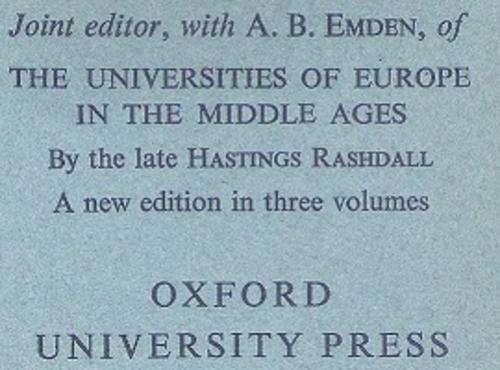 Joint editor, with A. B. EMDEN, of
THE UNIVERSITIES OF EUROPE
IN THE MIDDLE AGES
By the late HASTINGS RASHDALL
A new edition in three volumes
OXFORD
UNIVERSITY PRESS